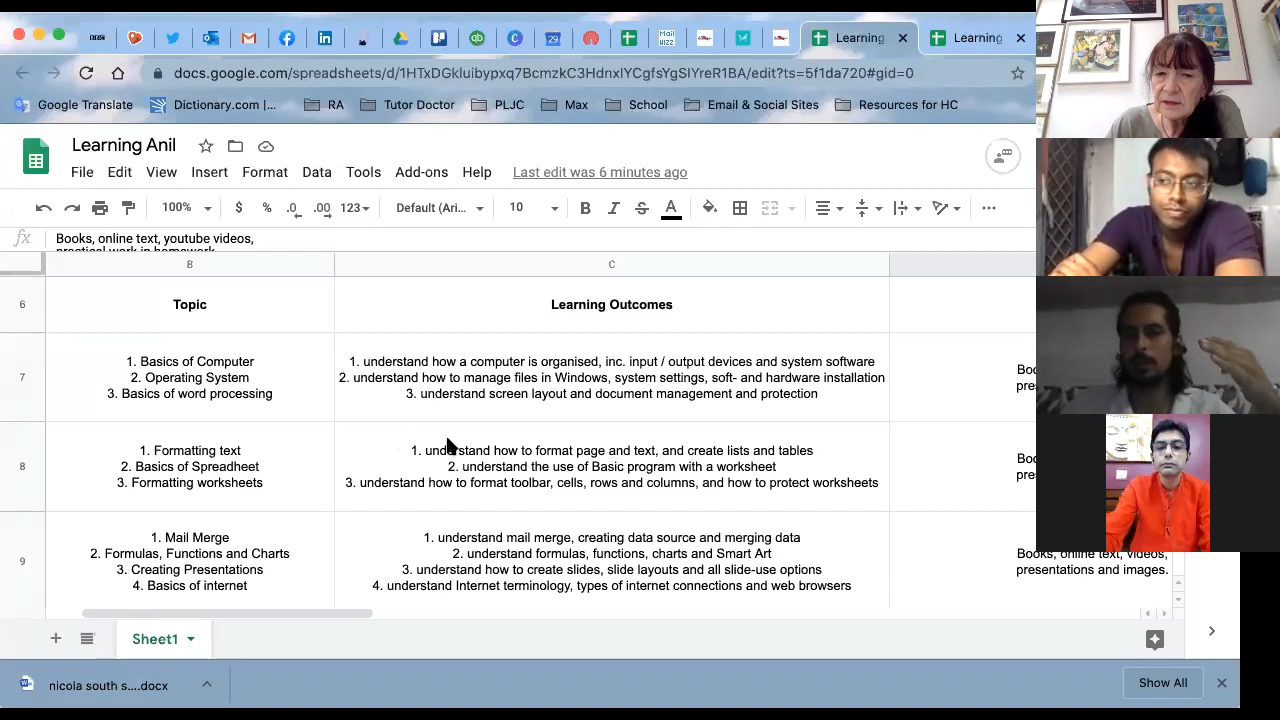 Learning
Learning
docs.google.com/spreadsheets/d/1HTxDGkluibypxq7BcmzkC3HdnxIYCgfsYgSIYreR1BA/edit?ts=5f1da720#gid=0
Google Translate Dictionary.com |... RA Tutor Doctor PLJC Max School Email & Social Sites Resources for HC
Learning Anil
File Edit View Insert Format Data Tools Add-ons Help Last edit was 6 minutes ago
100% $ % .0 .00 123 Default (Ari... 10 B I S A
fx Books, online text, youtube videos,
practical work in homework
B C
6 Topic Learning Outcomes
7
1. Basics of Computer
2. Operating System
3. Basics of word processing
1. understand how a computer is organised, inc. input / output devices and system software
2. understand how to manage files in Windows, system settings, soft- and hardware installation
3. understand screen layout and document management and protection
8
1. Formatting text
2. Basics of Spreadheet
3. Formatting worksheets
1. understand how to format page and text, and create lists and tables
2. understand the use of Basic program with a worksheet
3. understand how to format toolbar, cells, rows and columns, and how to protect worksheets
9
1. Mail Merge
2. Formulas, Functions and Charts
3. Creating Presentations
4. Basics of internet
1. understand mail merge, creating data source and merging data
2. understand formulas, functions, charts and Smart Art
3. understand how to create slides, slide layouts and all slide-use options
4. understand Internet terminology, types of internet connections and web browsers
Books, online text, videos,
presentations and images.
Sheet1
nicola south s....docx Show All